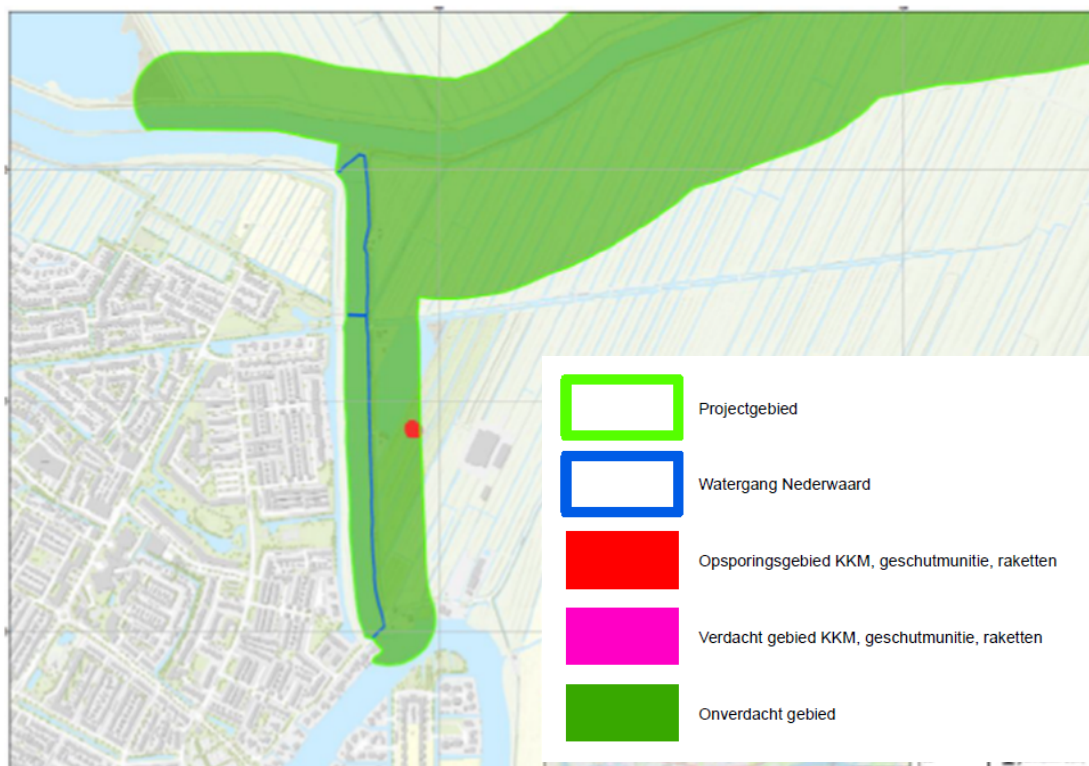 Projectgebied
Watergang Nederwaard
Opsporingsgebied KKM, geschutmunitie, raketten
Verdacht gebied KKM, geschutmunitie, raketten
Onverdacht gebied